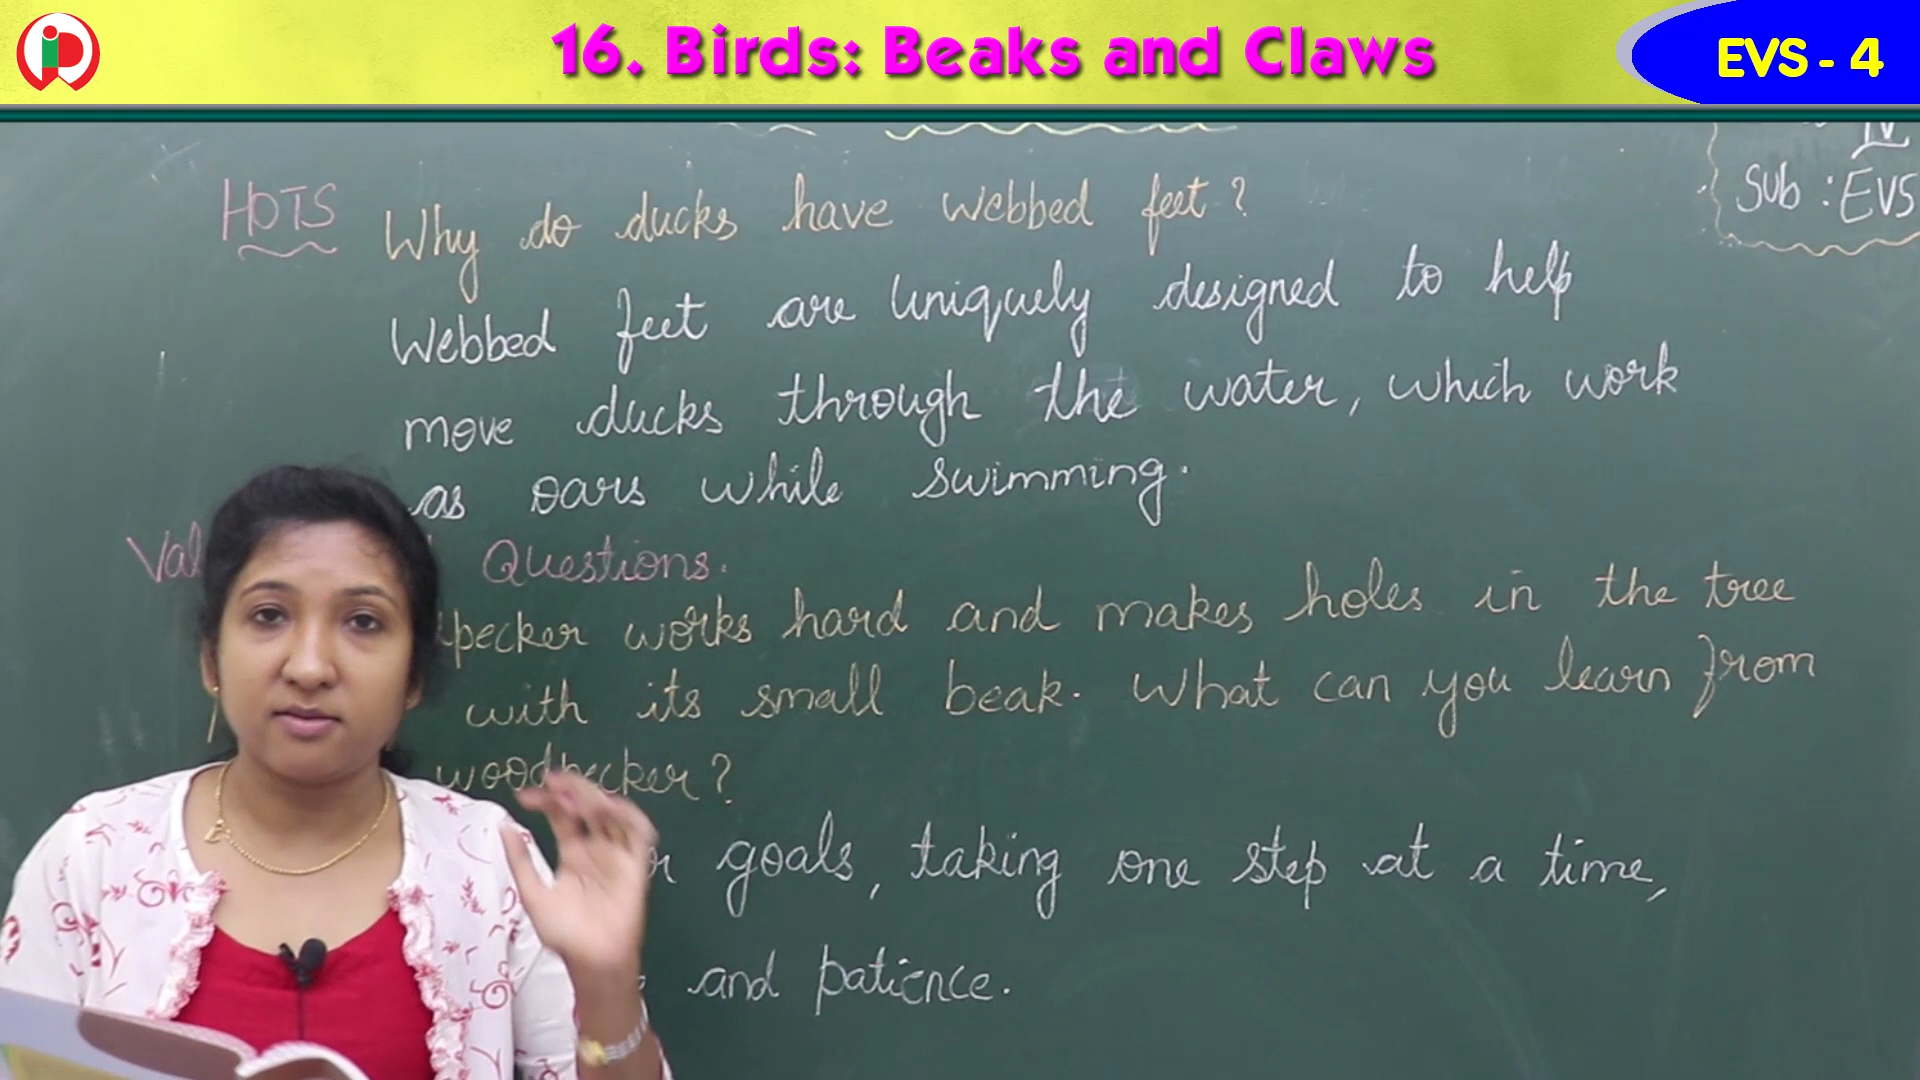 16. Birds: Beaks and Claws
EVS - 4
IV
Sub : EVS
HOTS
Why do ducks have webbed feet ?
Webbed feet are uniquely designed to help
move ducks through the water, which work
as oars while swimming.
Val Questions.
pecker works hard and makes holes in the tree
with its small beak. What can you learn from
woodpecker ?
goals, taking one step at a time,
and patience.